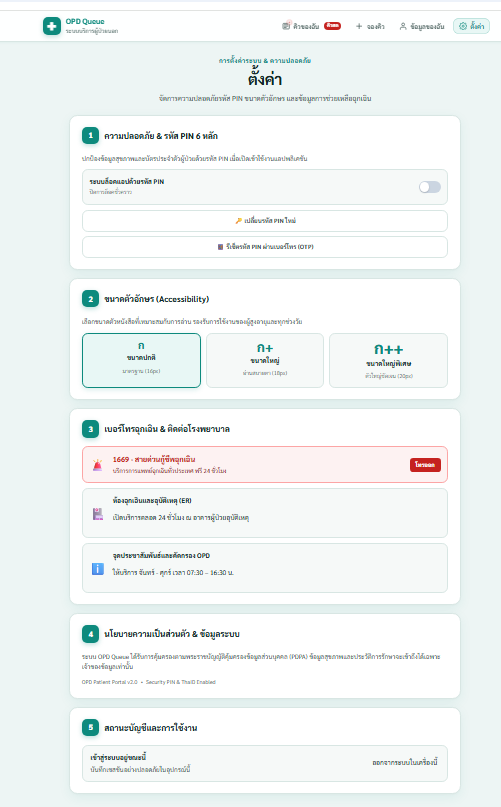 OPD Queue
ระบบบริการผู้ป่วยนอก
คิวของฉัน
จองคิว
ข้อมูลของฉัน
ตั้งค่า
การตั้งค่าระบบ & ความปลอดภัย
ตั้งค่า
จัดการความปลอดภัยรหัส PIN ขนาดตัวอักษร และข้อมูลการช่วยเหลือฉุกเฉิน
1 ความปลอดภัย & รหัส PIN 6 หลัก
ปกป้องข้อมูลสุขภาพและบัตรประจำตัวผู้ป่วยด้วยรหัส PIN เมื่อเปิดเข้าใช้งานแอปพลิเคชัน
ระบบล็อคแอปด้วยรหัส PIN
ปิดการล็อคชั่วคราว
เปลี่ยนรหัส PIN ใหม่
รีเซ็ตรหัส PIN ผ่านเบอร์โทร (OTP)
2 ขนาดตัวอักษร (Accessibility)
เลือกขนาดตัวหนังสือที่เหมาะสมกับการอ่าน รองรับการใช้งานของผู้สูงอายุและทุกช่วงวัย
ก
ขนาดปกติ
มาตรฐาน (16px)
ก+
ขนาดใหญ่
อ่านสบายตา (18px)
ก++
ขนาดใหญ่พิเศษ
ตัวใหญ่ชัดเจน (20px)
3 เบอร์โทรฉุกเฉิน & ติดต่อโรงพยาบาล
1669 - สายด่วนกู้ชีพฉุกเฉิน
บริการการแพทย์ฉุกเฉินทั่วประเทศ ฟรี 24 ชั่วโมง
โทรออก
ห้องฉุกเฉินและอุบัติเหตุ (ER)
เปิดบริการตลอด 24 ชั่วโมง ณ อาคารผู้ป่วยอุบัติเหตุ
จุดประชาสัมพันธ์และคัดกรอง OPD
ให้บริการ จันทร์ - ศุกร์ เวลา 07:30 – 16:30 น.
4 นโยบายความเป็นส่วนตัว & ข้อมูลระบบ
ระบบ OPD Queue ได้รับการคุ้มครองตามพระราชบัญญัติคุ้มครองข้อมูลส่วนบุคคล (PDPA) ข้อมูลสุขภาพและประวัติการรักษาจะเข้าถึงได้เฉพาะ
เจ้าของข้อมูลเท่านั้น
OPD Patient Portal v2.0 • Security PIN & ThaID Enabled
5 สถานะบัญชีและการใช้งาน
เข้าสู่ระบบอยู่ขณะนี้
บันทึกเซสชันอย่างปลอดภัยในอุปกรณ์นี้
ออกจากระบบในเครื่องนี้